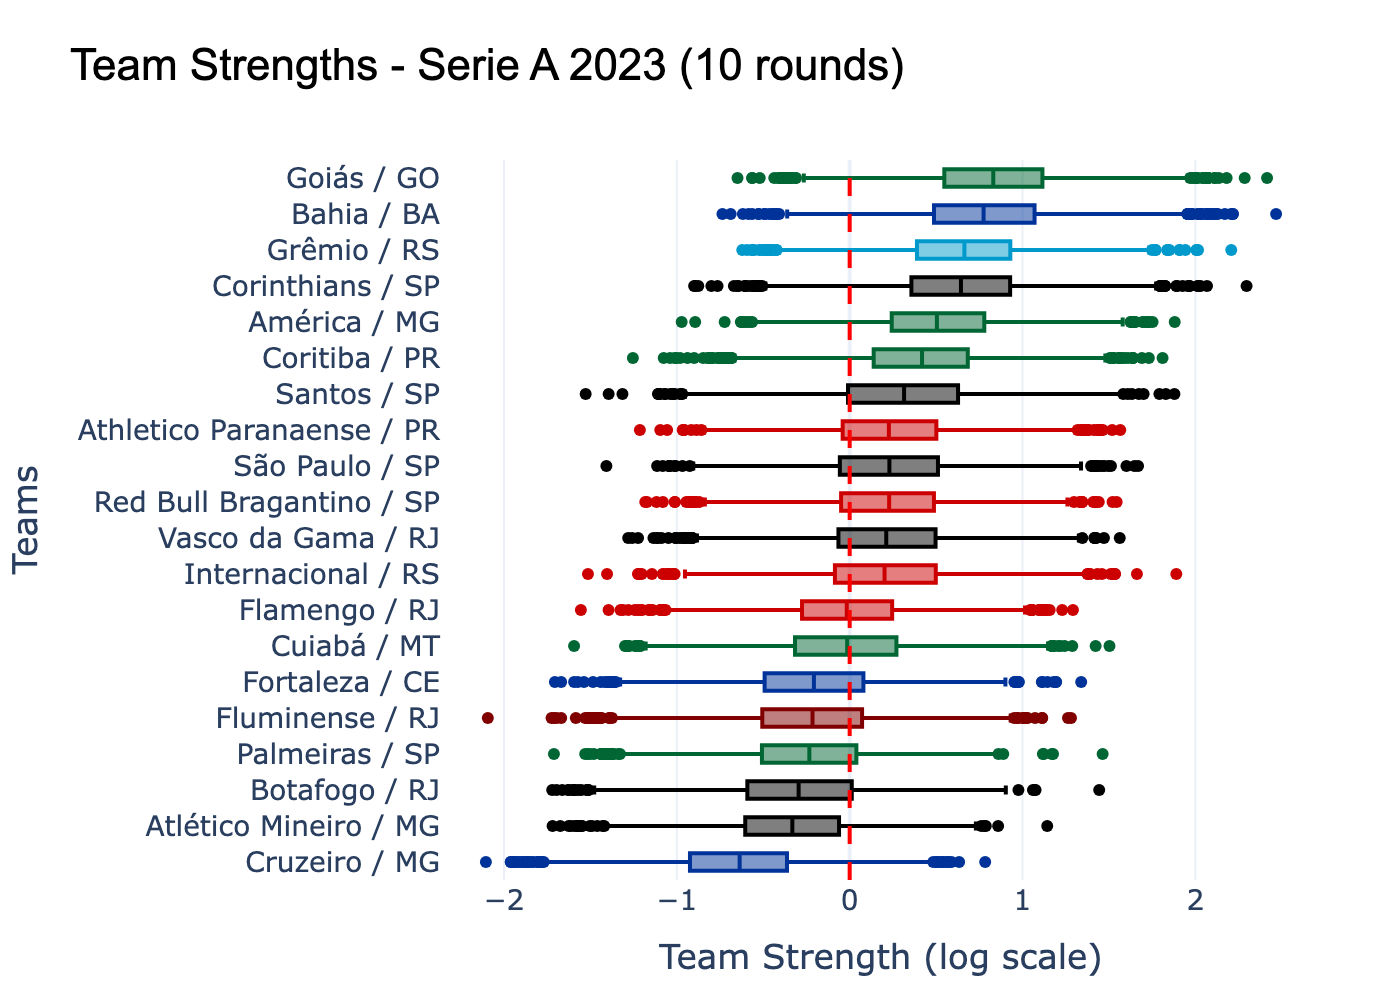 Team Strengths - Serie A 2023 (10 rounds)
Teams
Goiás / GO
Bahia / BA
Grêmio / RS
Corinthians / SP
América / MG
Coritiba / PR
Santos / SP
Athletico Paranaense / PR
São Paulo / SP
Red Bull Bragantino / SP
Vasco da Gama / RJ
Internacional / RS
Flamengo / RJ
Cuiabá / MT
Fortaleza / CE
Fluminense / RJ
Palmeiras / SP
Botafogo / RJ
Atlético Mineiro / MG
Cruzeiro / MG
−2 −1 0 1 2
Team Strength (log scale)